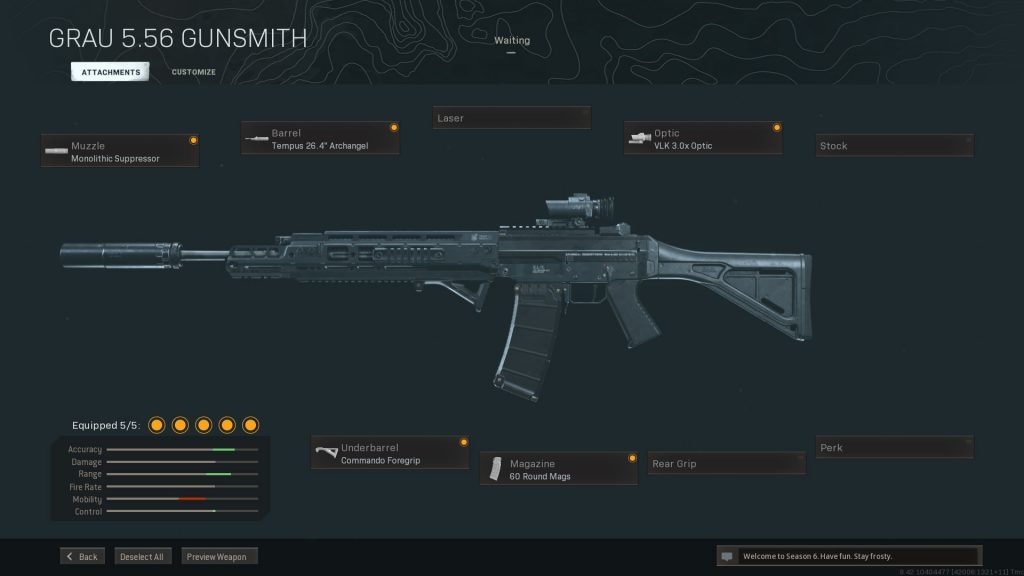 GRAU 5.56 GUNSMITH
Waiting
ATTACHMENTS
CUSTOMIZE
Laser
Barrel
Tempus 26.4" Archangel
Optic
VLK 3.0x Optic
Muzzle
Monolithic Suppressor
Stock
Equipped 5/5:
Accuracy
Damage
Range
Fire Rate
Mobility
Control
Underbarrel
Commando Foregrip
Magazine
60 Round Mags
Rear Grip
Perk
Back
Deselect All
Preview Weapon
Welcome to Season 6. Have fun. Stay frosty.